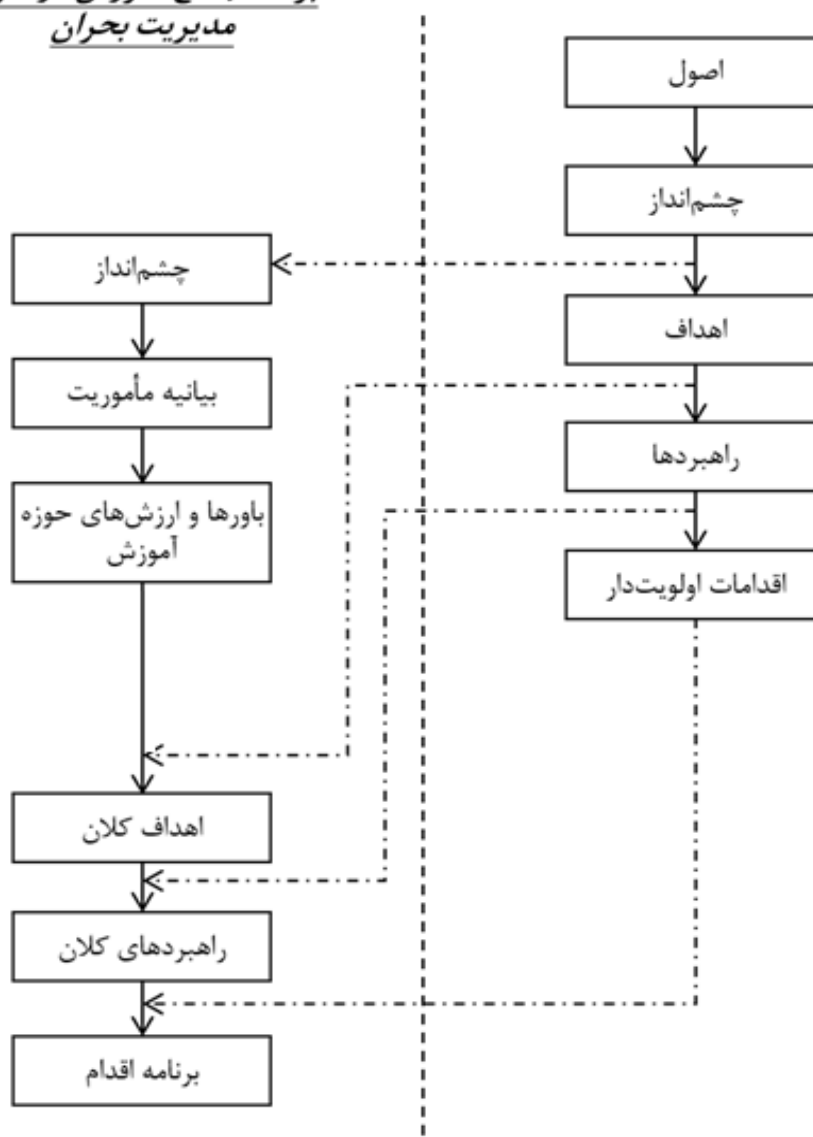 مدیریت بحران
اصول
چشم‌انداز
اهداف
راهبردها
اقدامات اولویت‌دار
چشم‌انداز
بیانیه مأموریت
باورها و ارزش‌های حوزه
آموزش
اهداف کلان
راهبردهای کلان
برنامه اقدام